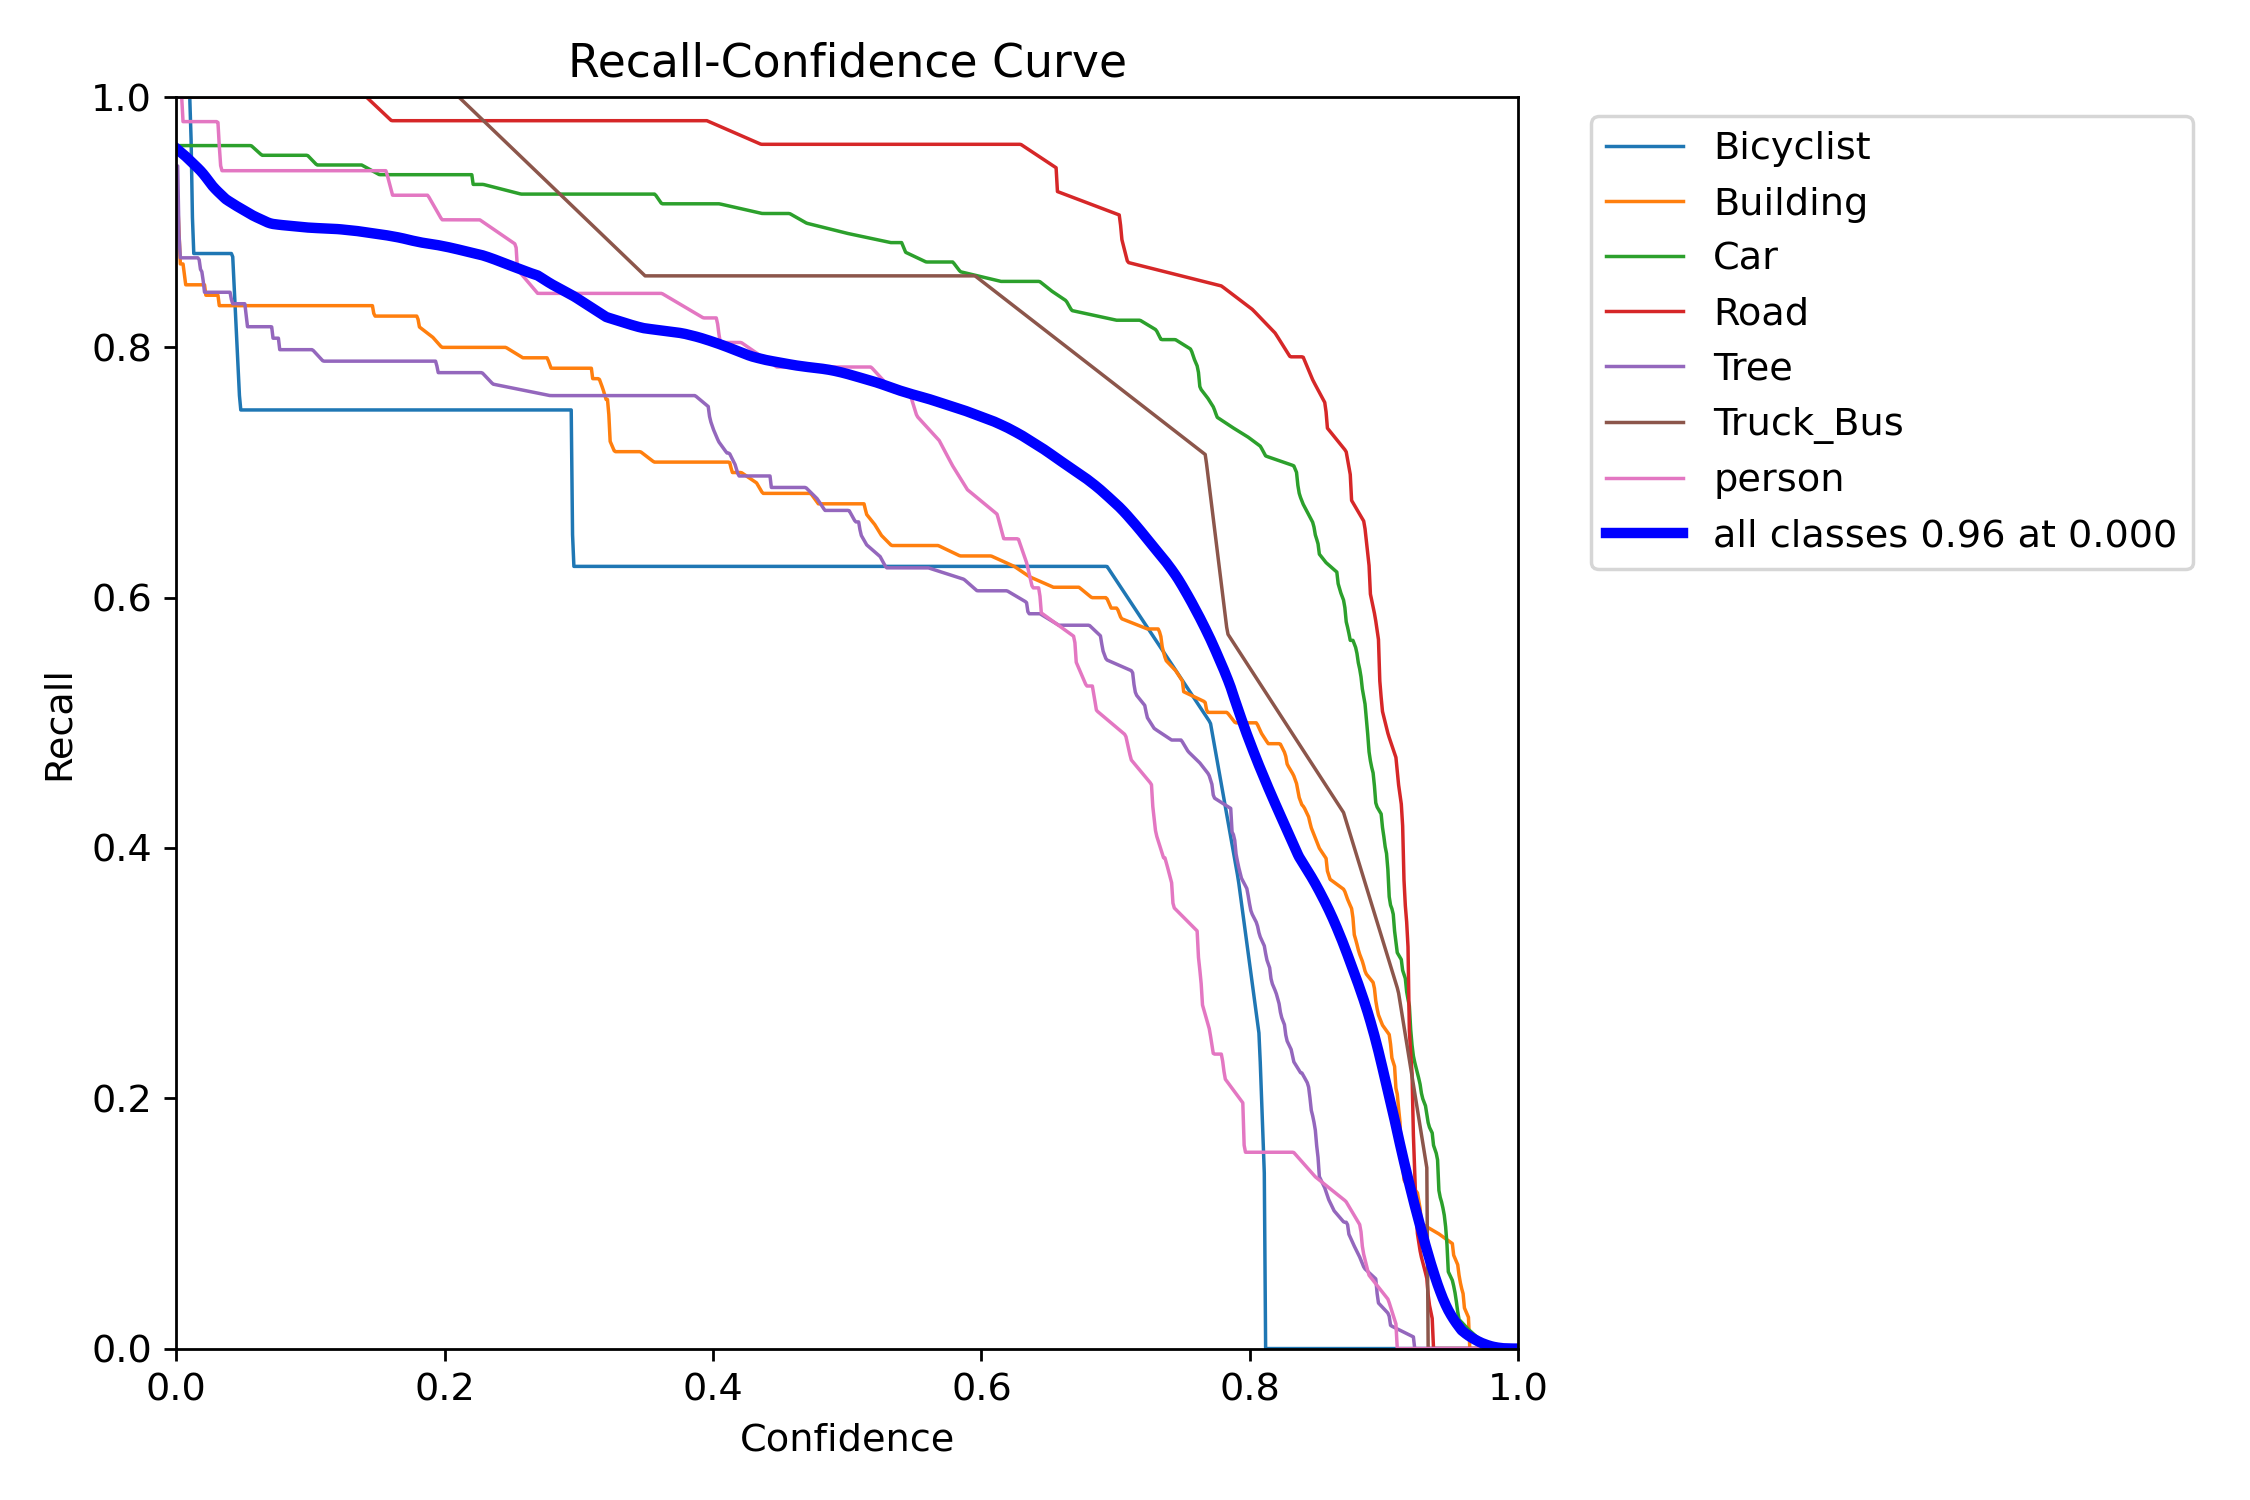 Recall-Confidence Curve
1.0
0.8
0.6
0.4
0.2
0.0
Recall
0.0 0.2 0.4 0.6 0.8 1.0
Confidence
Bicyclist
Building
Car
Road
Tree
Truck_Bus
person
all classes 0.96 at 0.000